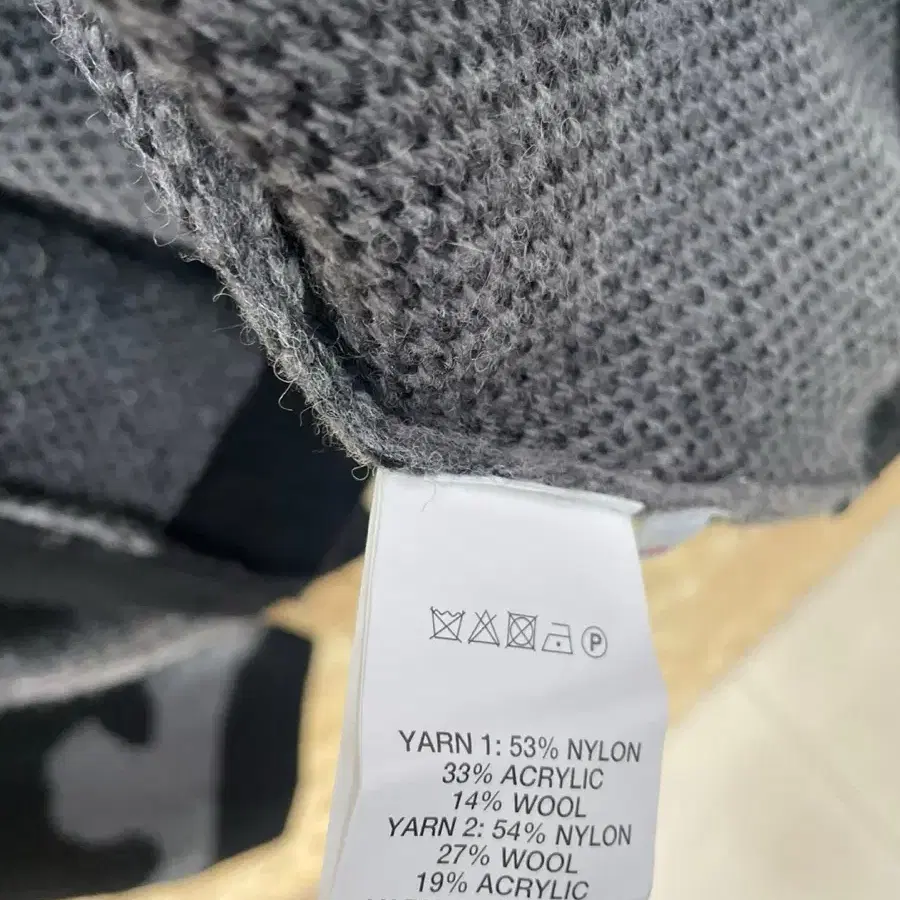 P
YARN 1: 53% NYLON
33% ACRYLIC
14% WOOL
YARN 2: 54% NYLON
27% WOOL
19% ACRYLIC